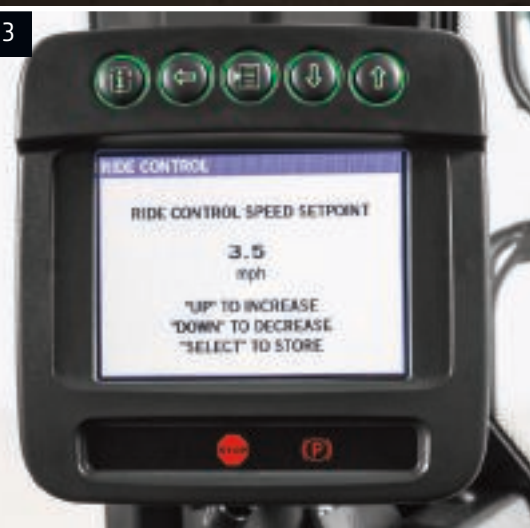 3
RIDE CONTROL
RIDE CONTROL SPEED SETPOINT
3.5
mph
"UP" TO INCREASE
"DOWN" TO DECREASE
"SELECT" TO STORE
STOP
(P)